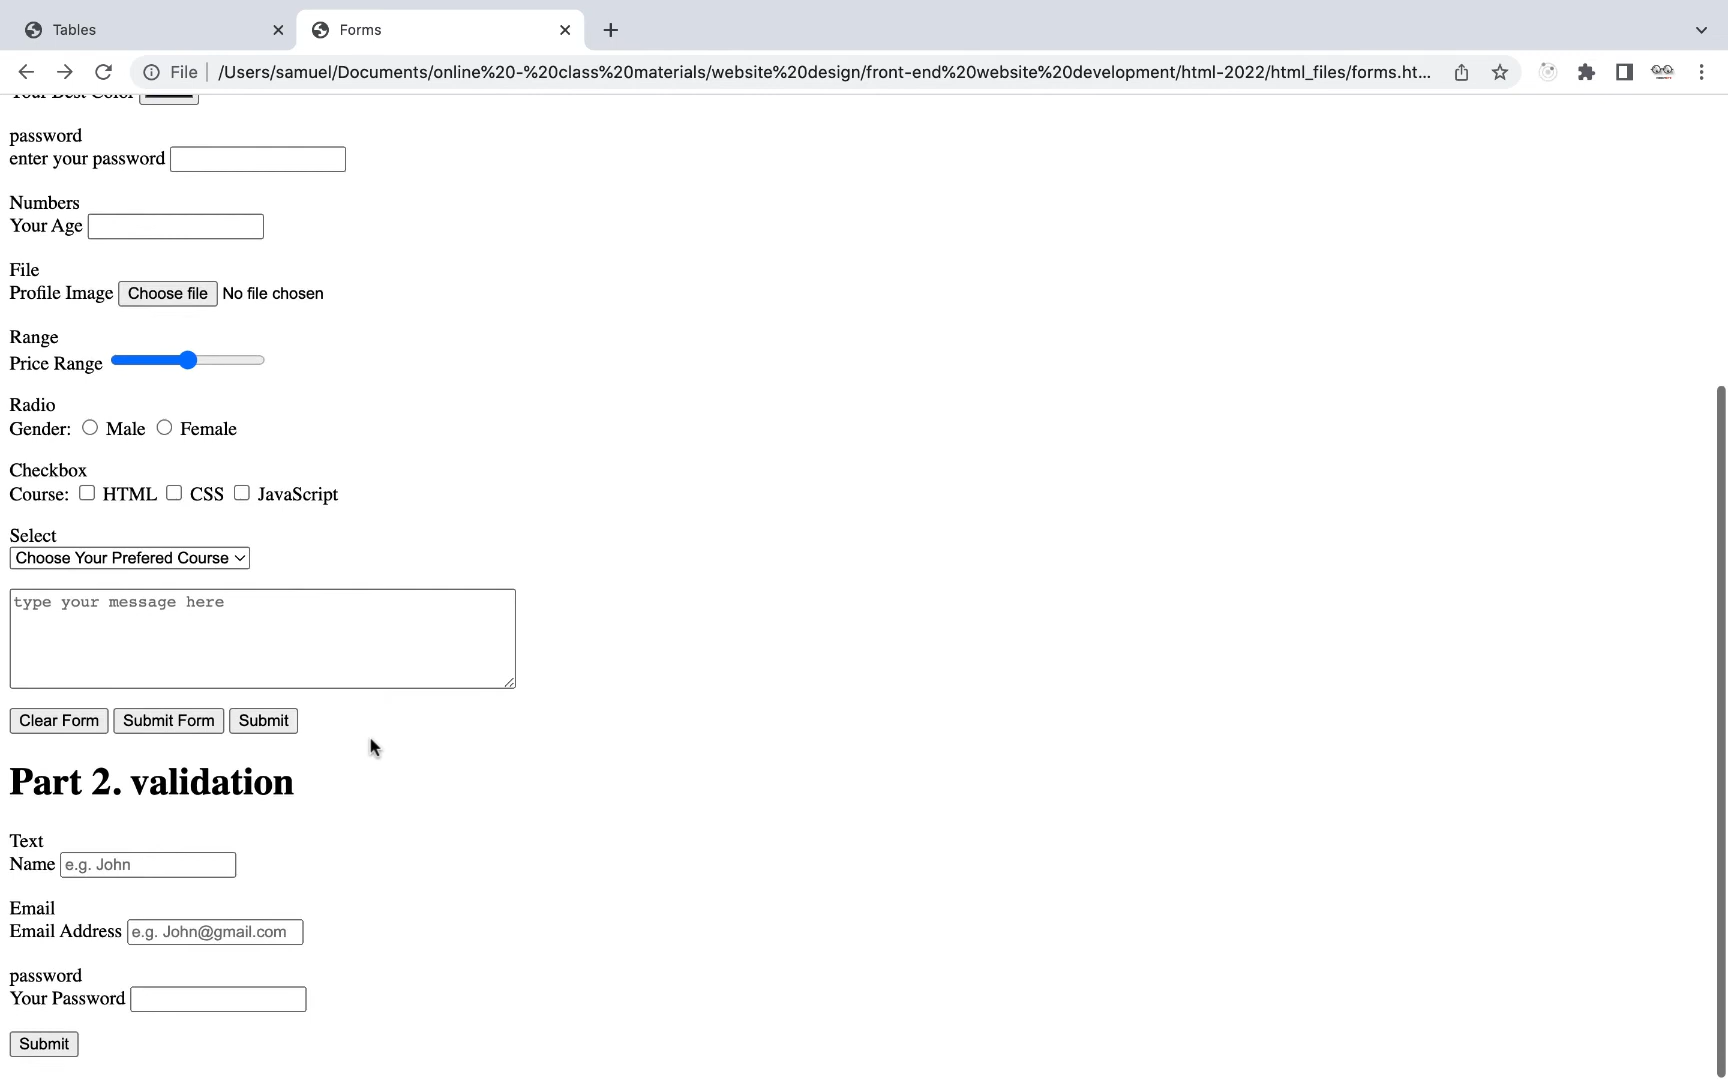 Tables
Forms
File /Users/samuel/Documents/online%20-%20class%20materials/website%20design/front-end%20website%20development/html-2022/html_files/forms.ht...
Your Best Color
password
enter your password
Numbers
Your Age
File
Profile Image Choose file No file chosen
Range
Price Range
Radio
Gender: Male Female
Checkbox
Course: HTML CSS JavaScript
Select
Choose Your Prefered Course
type your message here
Clear Form Submit Form Submit
Part 2. validation
Text
Name e.g. John
Email
Email Address e.g. John@gmail.com
password
Your Password
Submit